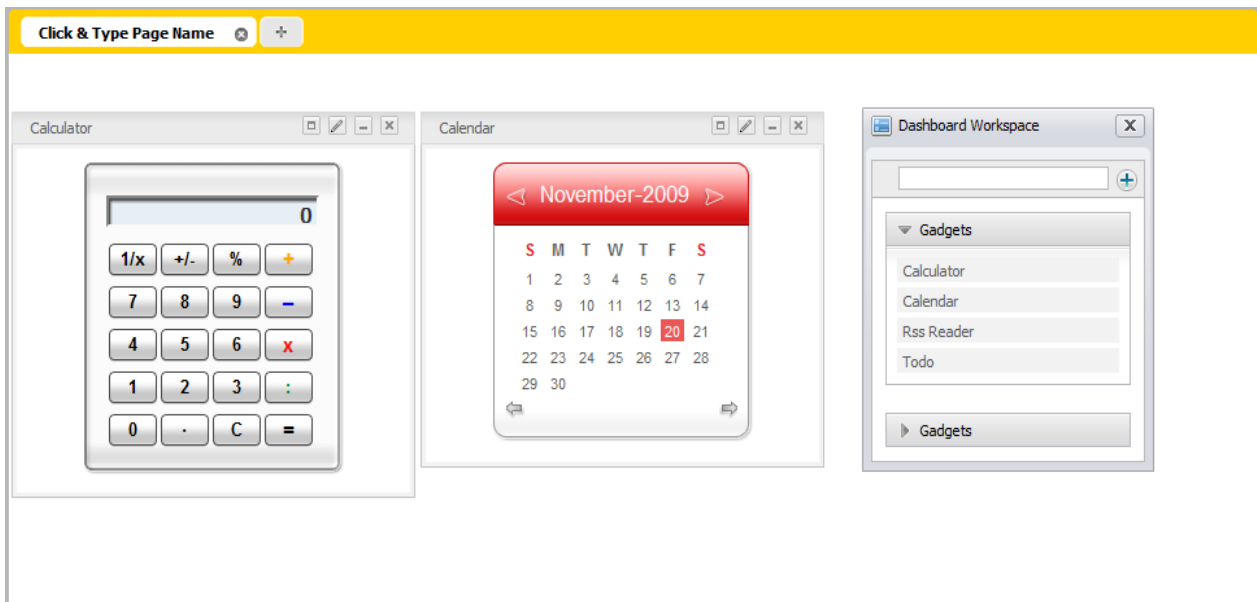 Click & Type Page Name
Calculator
0
1/x +/- % +
7 8 9 −
4 5 6 x
1 2 3 :
0 . C =
Calendar
November-2009
S M T W T F S
1 2 3 4 5 6 7
8 9 10 11 12 13 14
15 16 17 18 19 20 21
22 23 24 25 26 27 28
29 30
Dashboard Workspace
Gadgets
Calculator
Calendar
Rss Reader
Todo
Gadgets